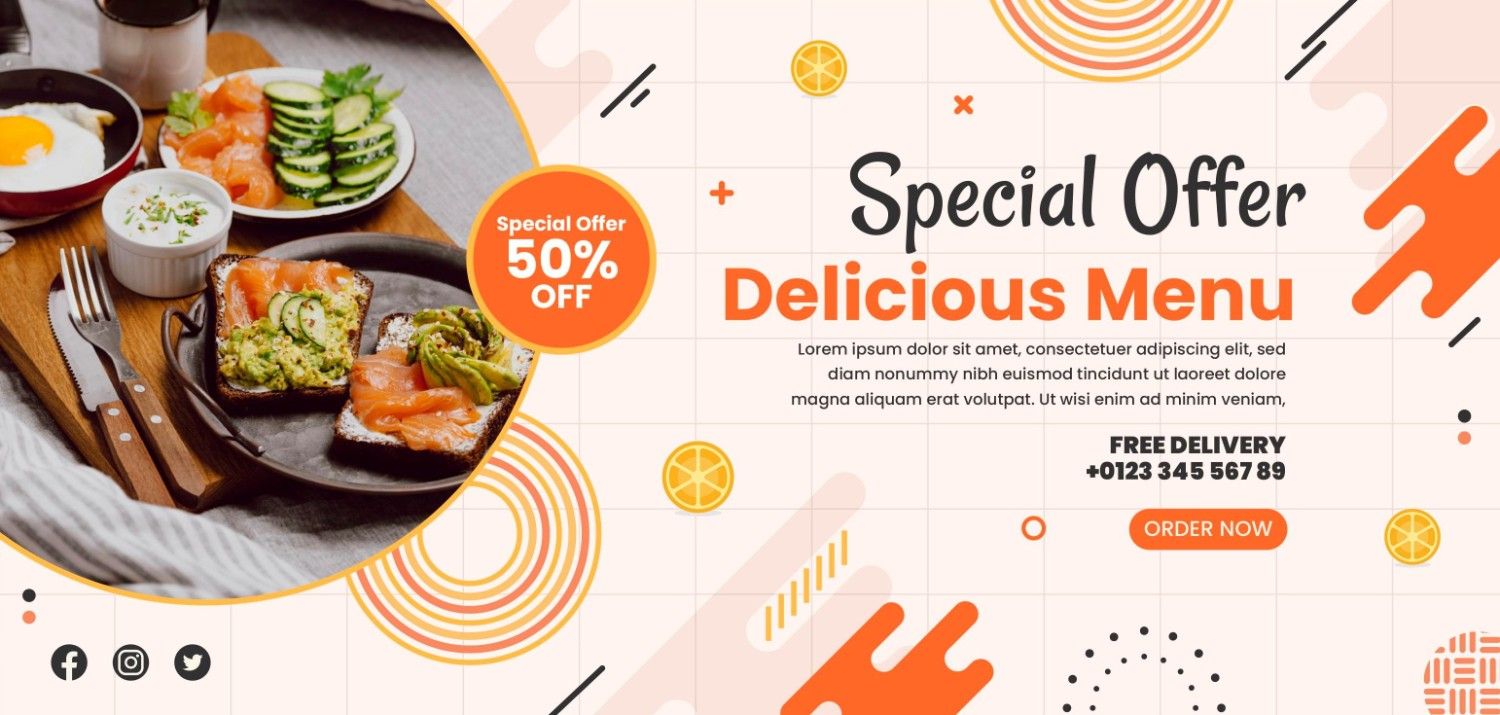 Special Offer
50%
OFF
Special Offer
Delicious Menu
Lorem ipsum dolor sit amet, consectetuer adipiscing elit, sed
diam nonummy nibh euismod tincidunt ut laoreet dolore
magna aliquam erat volutpat. Ut wisi enim ad minim veniam,
FREE DELIVERY
+0123 345 567 89
ORDER NOW